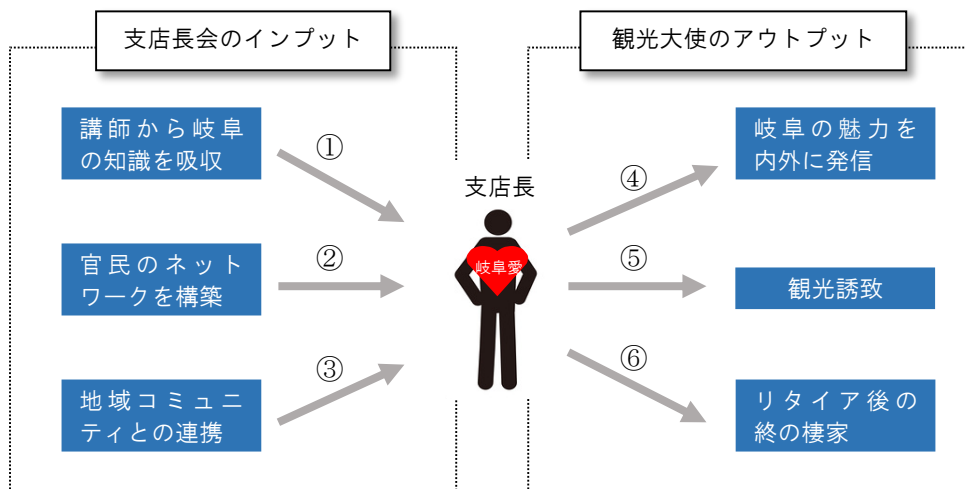 支店長会のインプット
観光大使のアウトプット
講師から岐阜
の知識を吸収
①
官民のネット
ワークを構築
②
地域コミュニ
ティとの連携
③
支店長
岐阜愛
④
岐阜の魅力を
内外に発信
⑤
観光誘致
⑥
リタイア後の
終の棲家